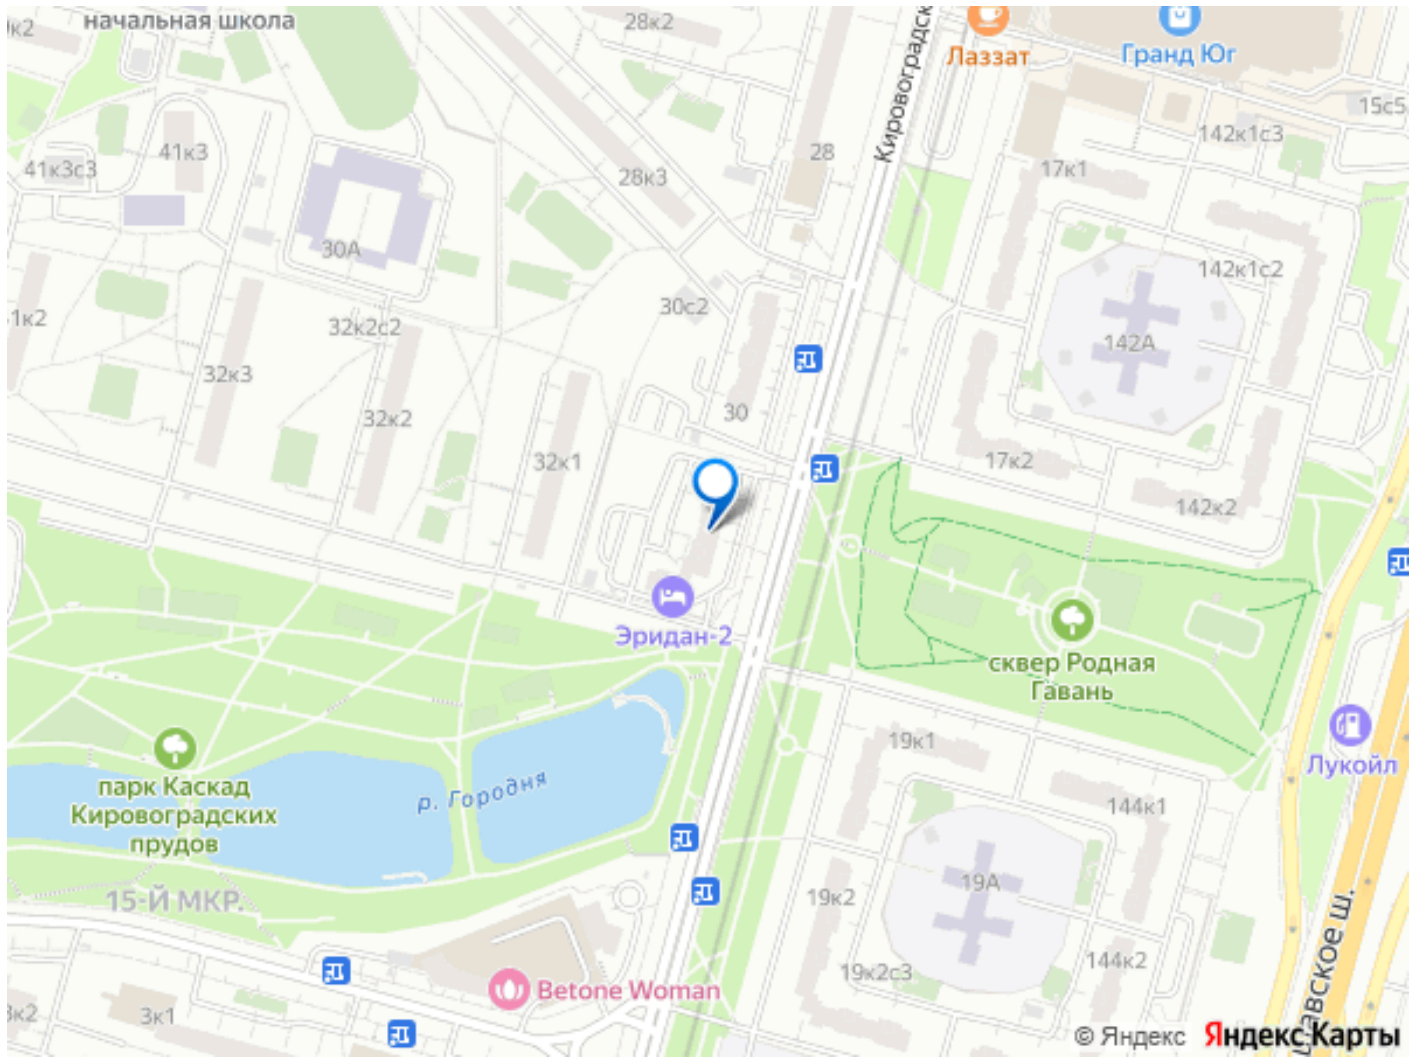 начальная школа
28к2
Кировоградск
Лаззат
Гранд Юг
15с5
142к1с3
41к3
41к3с3
28к3
28
17к1
30А
142к1с2
30с2
32к2с2
142А
32к3
32к2
30
32к1
17к2
142к2
Эридан-2
сквер Родная
Гавань
19к1
Лукойл
парк Каскад
Кировоградских
прудов
р. Городня
144к1
15-Й МКР.
19к2
19А
19к2с3
144к2
Betone Woman
3к1
© Яндекс
Яндекс Карты